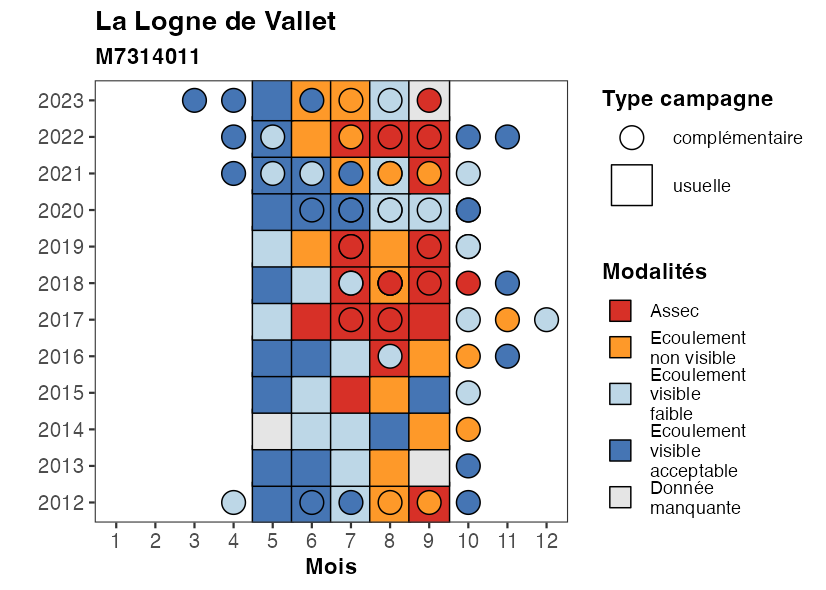 La Logne de Vallet
M7314011
2023
2022
2021
2020
2019
2018
2017
2016
2015
2014
2013
2012
1 2 3 4 5 6 7 8 9 10 11 12
Mois
Type campagne
complémentaire
usuelle
Modalités
Assec
Ecoulement
non visible
Ecoulement
visible
faible
Ecoulement
visible
acceptable
Donnée
manquante